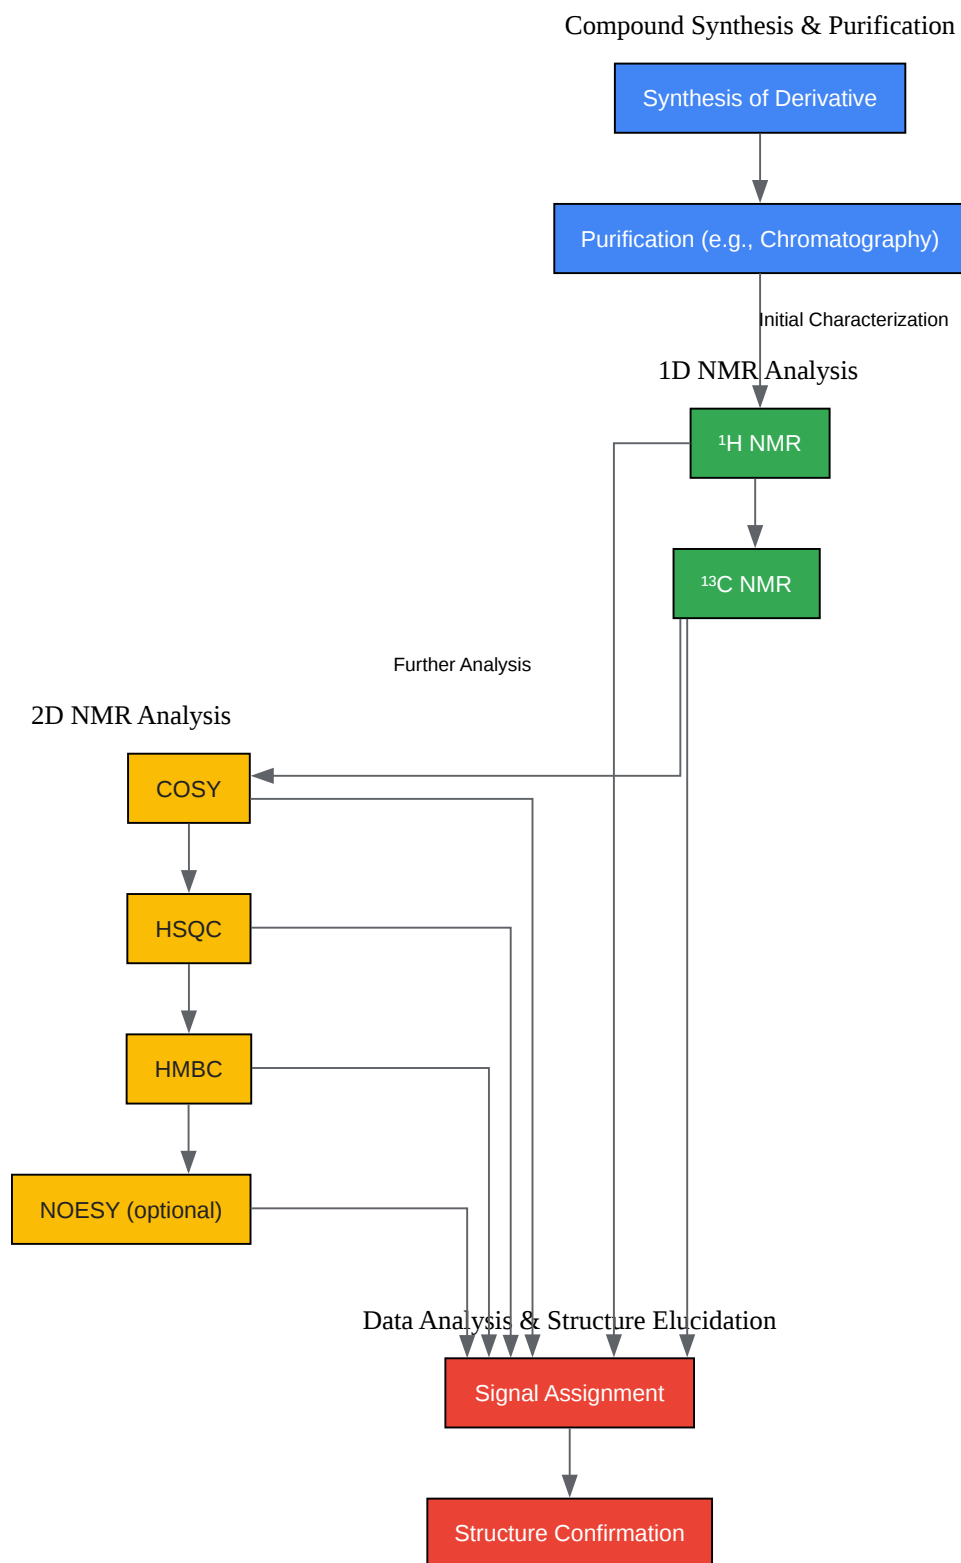 Compound Synthesis & Purification
Synthesis of Derivative
Purification (e.g., Chromatography)
Initial Characterization
1D NMR Analysis
¹H NMR
¹³C NMR
Further Analysis
2D NMR Analysis
COSY
HSQC
HMBC
NOESY (optional)
Data Analysis & Structure Elucidation
Signal Assignment
Structure Confirmation